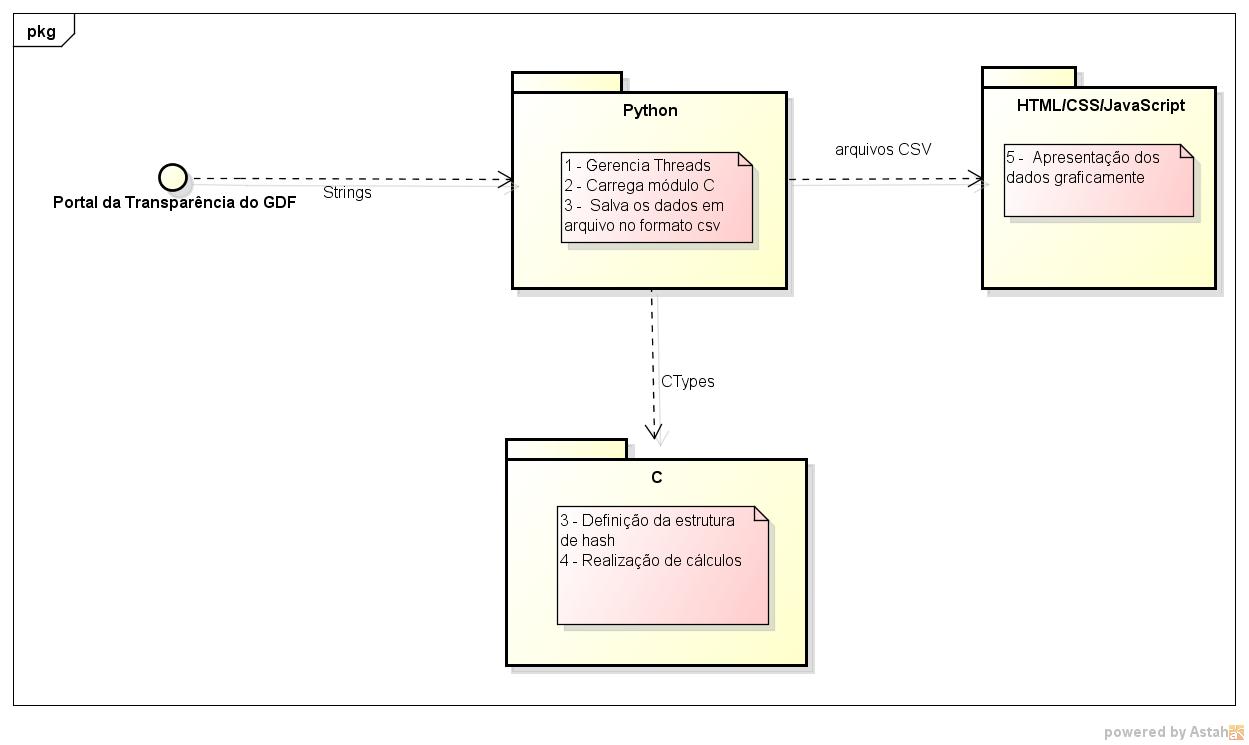 pkg
Portal da Transparência do GDF
Strings
Python
1 - Gerencia Threads
2 - Carrega módulo C
3 -  Salva os dados em
arquivo no formato csv
arquivos CSV
HTML/CSS/JavaScript
5 -  Apresentação dos
dados graficamente
CTypes
C
3 - Definição da estrutura
de hash
4 - Realização de cálculos
powered by Astah